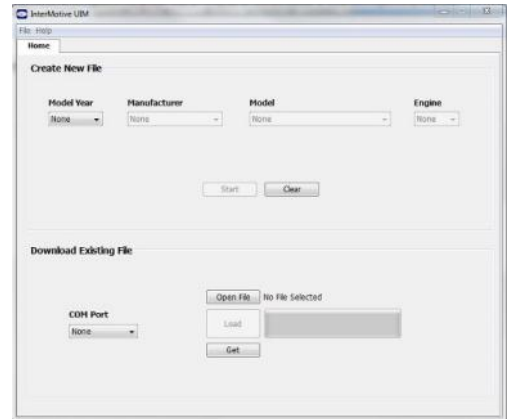 InterMotive UIM
File Help
Home
Create New File
Model Year Manufacturer Model Engine
None None None None
Start Clear
Download Existing File
Open File No File Selected
COM Port
Load
None
Get